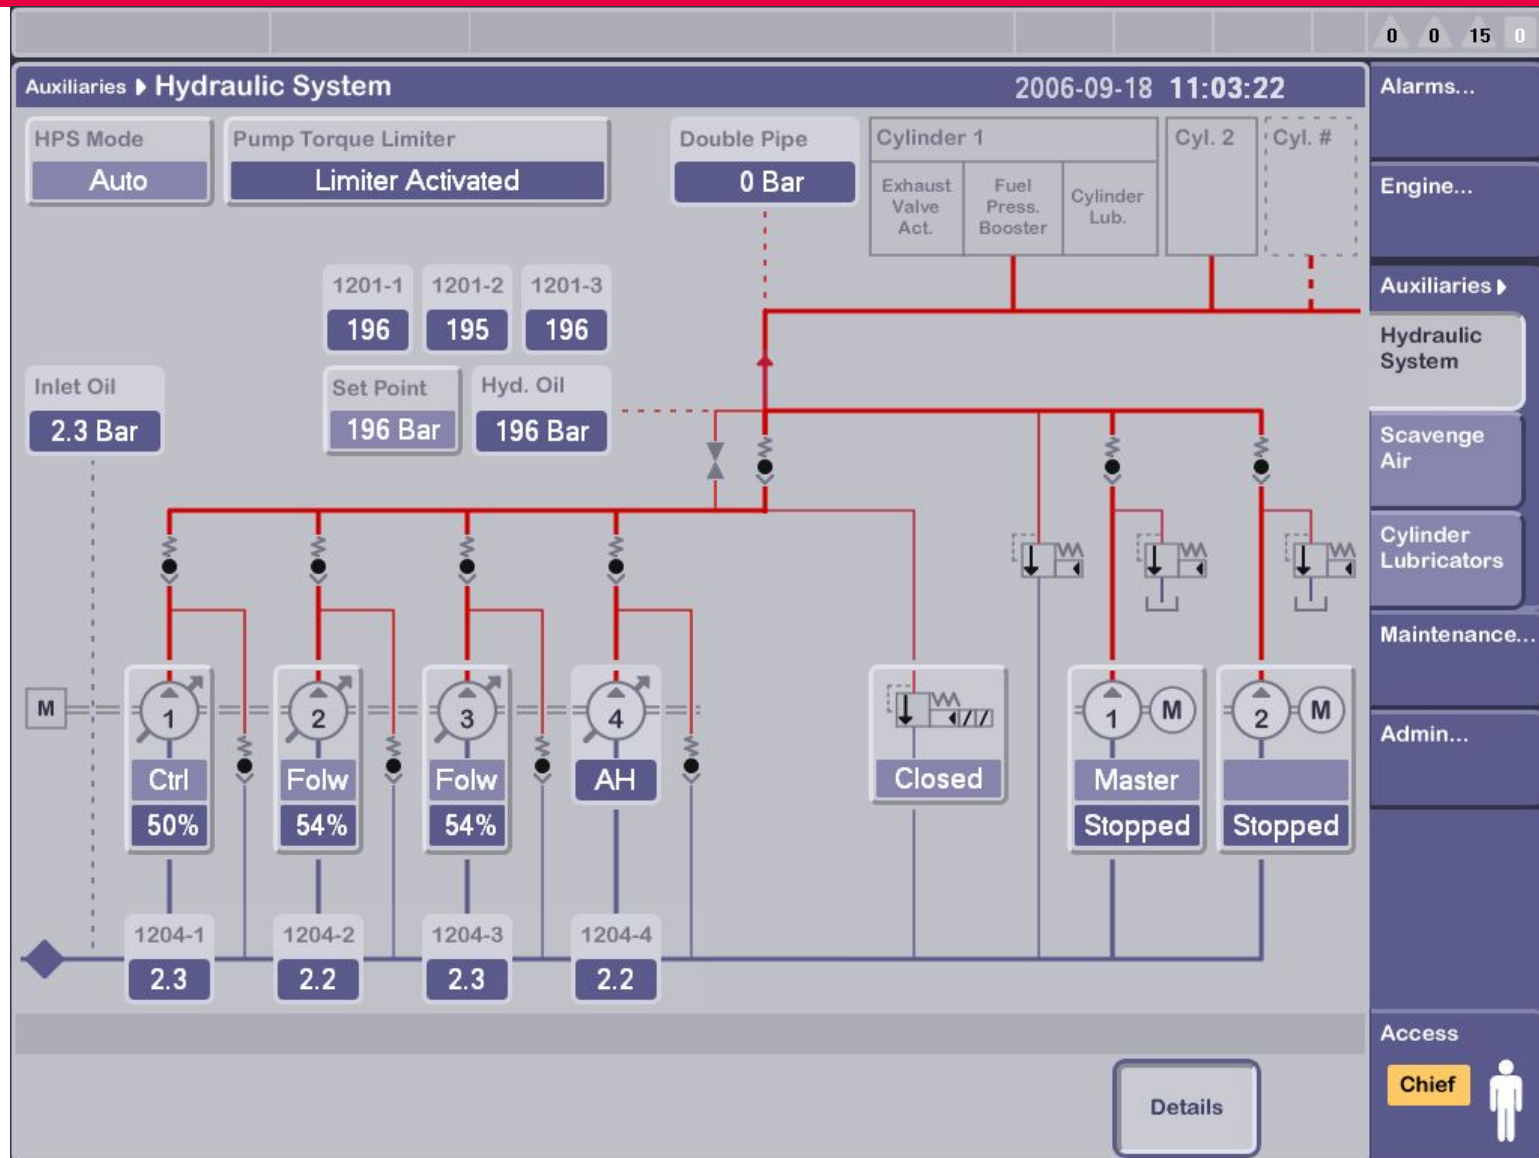 0 0 15 0
Auxiliaries Hydraulic System 2006-09-18 11:03:22
HPS Mode
Auto
Pump Torque Limiter
Limiter Activated
Double Pipe
0 Bar
Cylinder 1
Exhaust
Valve
Act.
Fuel
Press.
Booster
Cylinder
Lub.
Cyl. 2
Cyl. #
1201-1 1201-2 1201-3
196 195 196
Inlet Oil
2.3 Bar
Set Point
196 Bar
Hyd. Oil
196 Bar
M
1
Ctrl
50%
2
Folw
54%
3
Folw
54%
4
AH
Closed
1 M
Master
Stopped
2 M
Stopped
1204-1 1204-2 1204-3 1204-4
2.3 2.2 2.3 2.2
Details
Alarms...
Engine...
Auxiliaries
Hydraulic
System
Scavenge
Air
Cylinder
Lubricators
Maintenance...
Admin...
Access
Chief